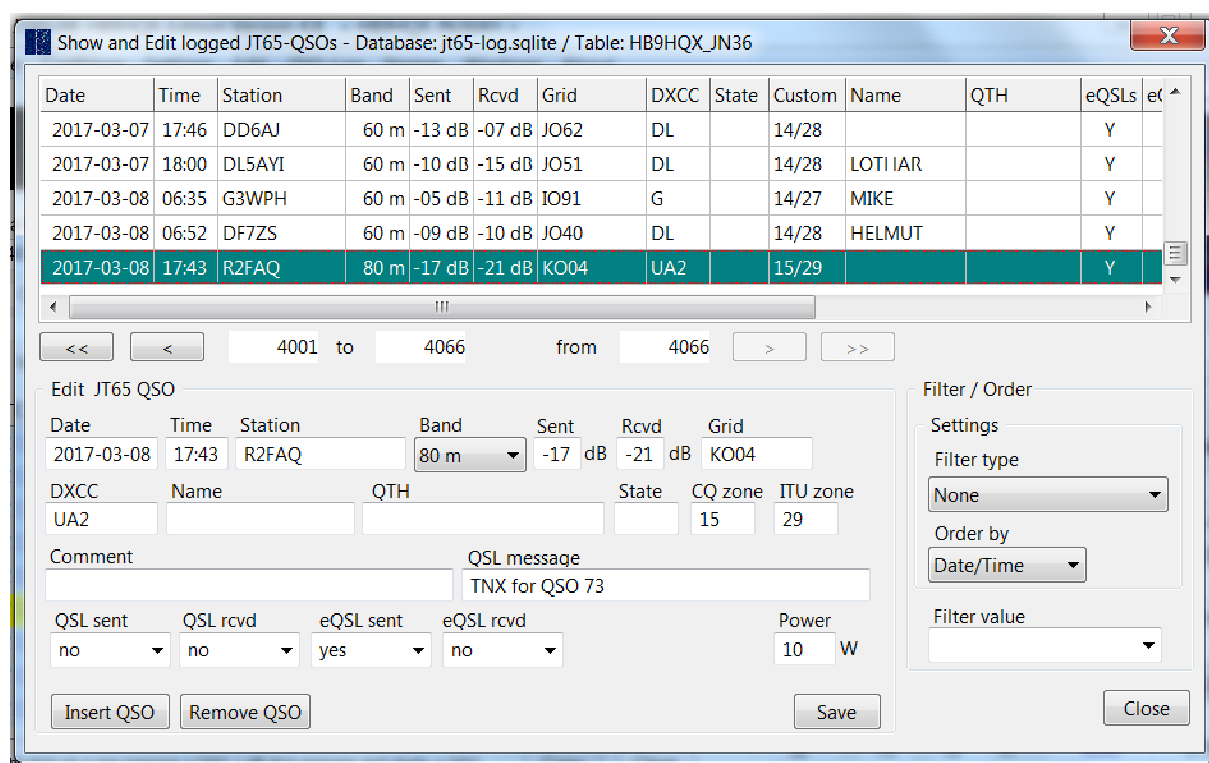 Show and Edit logged JT65-QSOs - Database: jt65-log.sqlite / Table: HB9HQX_JN36
Date Time Station Band Sent Rcvd Grid DXCC State Custom Name QTH eQSLs
2017-03-07 17:46 DD6AJ 60 m -13 dB -07 dB JO62 DL 14/28 Y
2017-03-07 18:00 DL5AYI 60 m -10 dB -15 dB JO51 DL 14/28 LOTHAR Y
2017-03-08 06:35 G3WPH 60 m -05 dB -11 dB IO91 G 14/27 MIKE Y
2017-03-08 06:52 DF7ZS 60 m -09 dB -10 dB JO40 DL 14/28 HELMUT Y
2017-03-08 17:43 R2FAQ 80 m -17 dB -21 dB KO04 UA2 15/29 Y
<< < 4001 to 4066 from 4066 > >>
Edit JT65 QSO
Date Time Station Band Sent Rcvd Grid
2017-03-08 17:43 R2FAQ 80 m -17 dB -21 dB KO04
DXCC Name QTH State CQ zone ITU zone
UA2 15 29
Comment QSL message
TNX for QSO 73
QSL sent QSL rcvd eQSL sent eQSL rcvd Power
no no yes no 10 W
Insert QSO Remove QSO Save
Filter / Order
Settings
Filter type
None
Order by
Date/Time
Filter value
Close